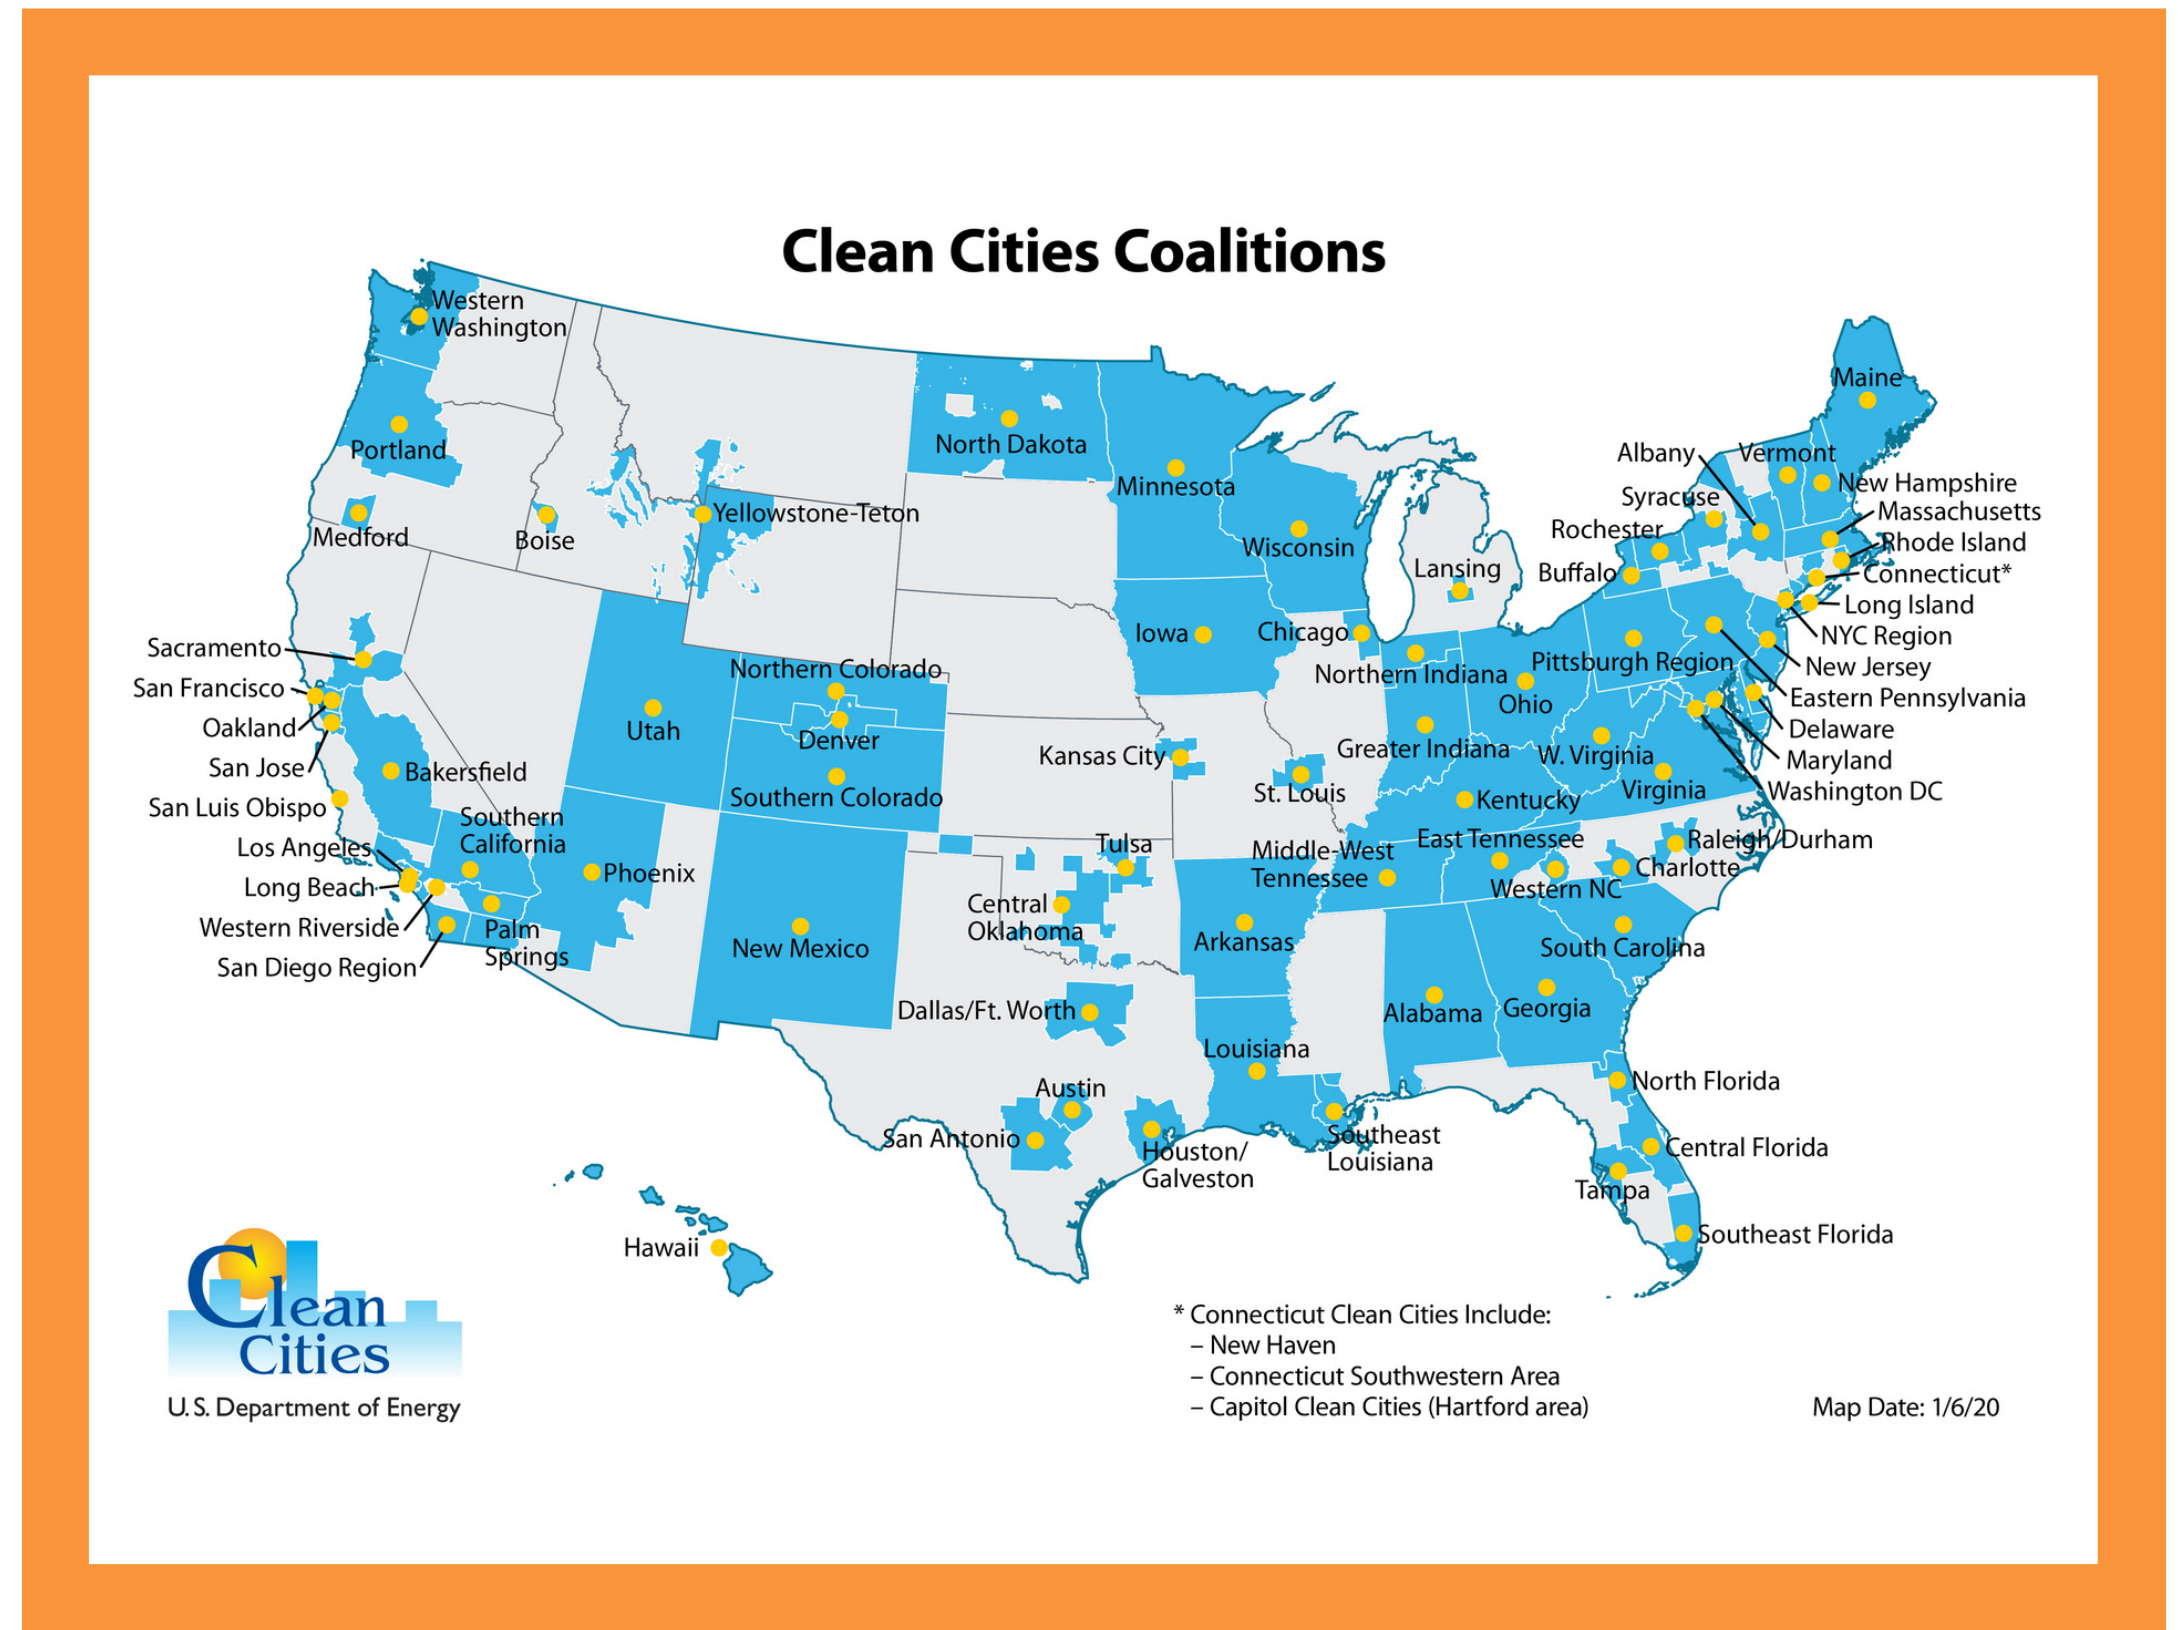 Clean Cities Coalitions
Western
Washington
Portland
Medford
Boise
Yellowstone-Teton
North Dakota
Minnesota
Wisconsin
Lansing
Iowa
Chicago
Northern Indiana
Greater Indiana
Ohio
Pittsburgh Region
Maine
Albany
Vermont
Syracuse
Rochester
Buffalo
New Hampshire
Massachusetts
Rhode Island
Connecticut*
Long Island
NYC Region
New Jersey
Eastern Pennsylvania
Delaware
Maryland
Washington DC
W. Virginia
Virginia
Kentucky
Sacramento
San Francisco
Oakland
San Jose
San Luis Obispo
Los Angeles
Long Beach
Western Riverside
San Diego Region
Bakersfield
Southern
California
Palm
Springs
Phoenix
Utah
Northern Colorado
Denver
Southern Colorado
New Mexico
Kansas City
St. Louis
Tulsa
Central
Oklahoma
Arkansas
Middle-West
Tennessee
East Tennessee
Western NC
Charlotte
Raleigh/Durham
South Carolina
Georgia
Alabama
Dallas/Ft. Worth
Austin
San Antonio
Houston/
Galveston
Louisiana
Southeast
Louisiana
North Florida
Central Florida
Tampa
Southeast Florida
Hawaii
Clean
Cities
U.S. Department of Energy
* Connecticut Clean Cities Include:
– New Haven
– Connecticut Southwestern Area
– Capitol Clean Cities (Hartford area)
Map Date: 1/6/20